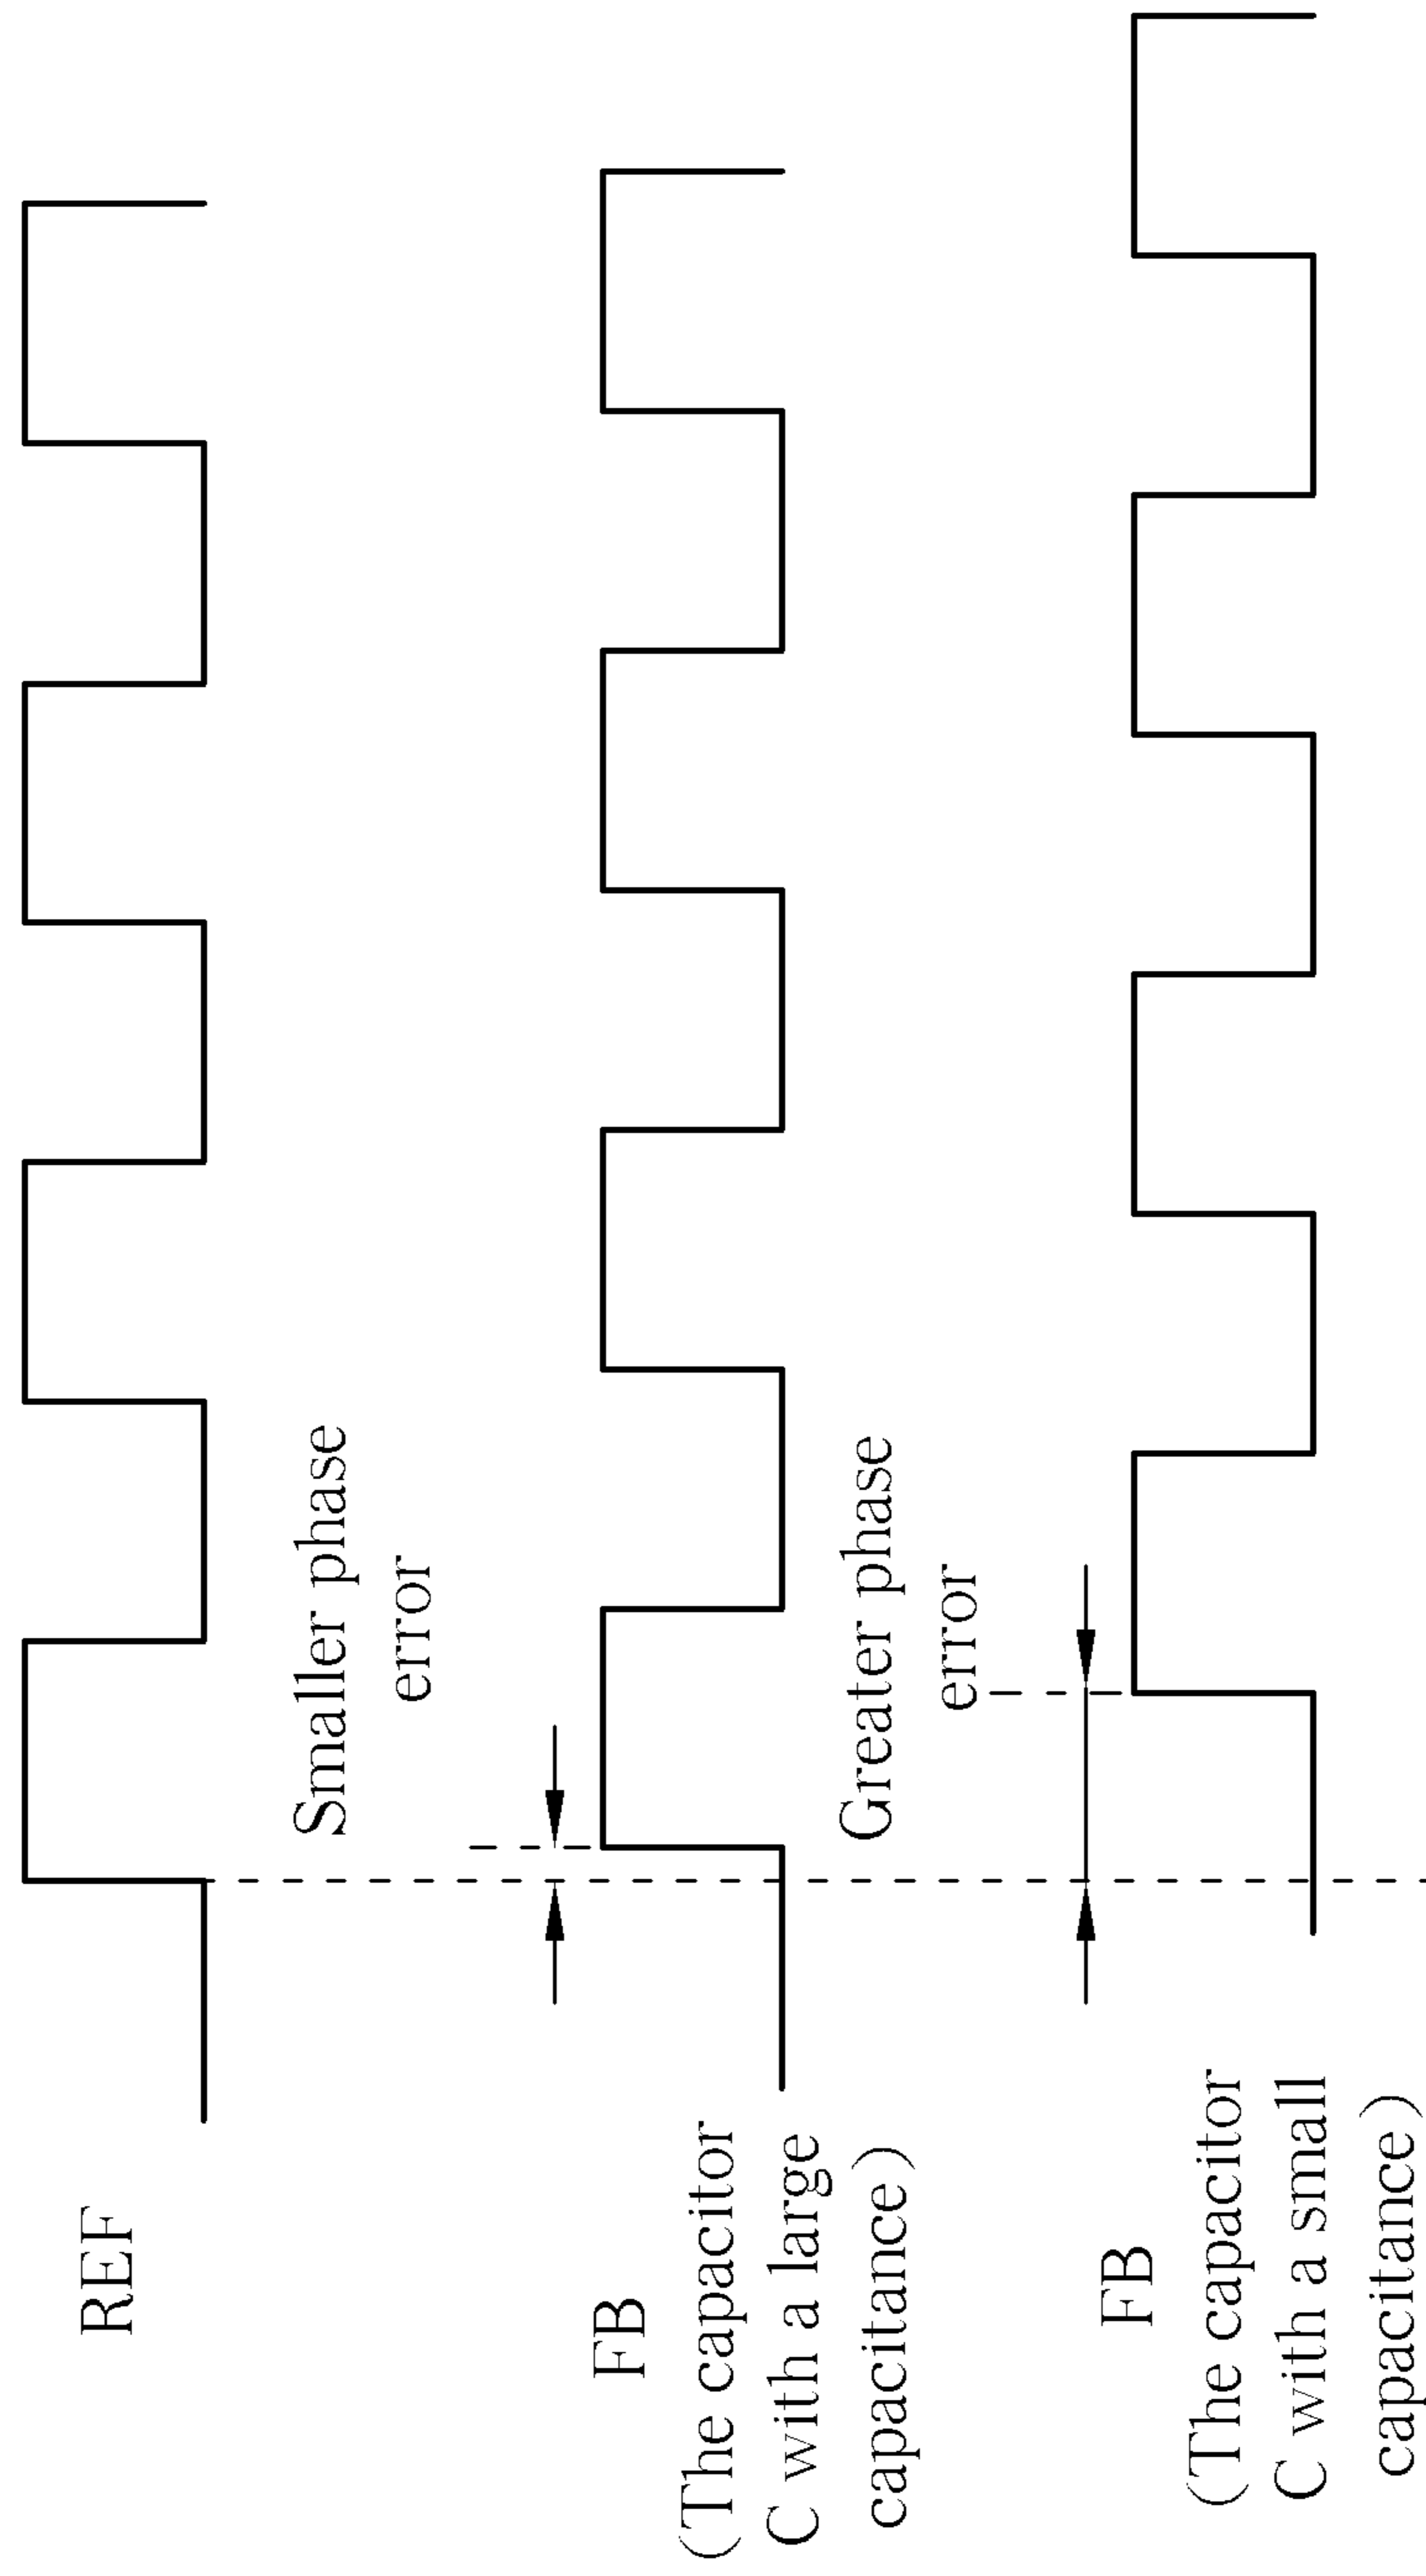 REF
Smaller phase
error
FB
(The capacitor
C with a large
capacitance)
Greater phase
error
FB
(The capacitor
C with a small
capacitance)